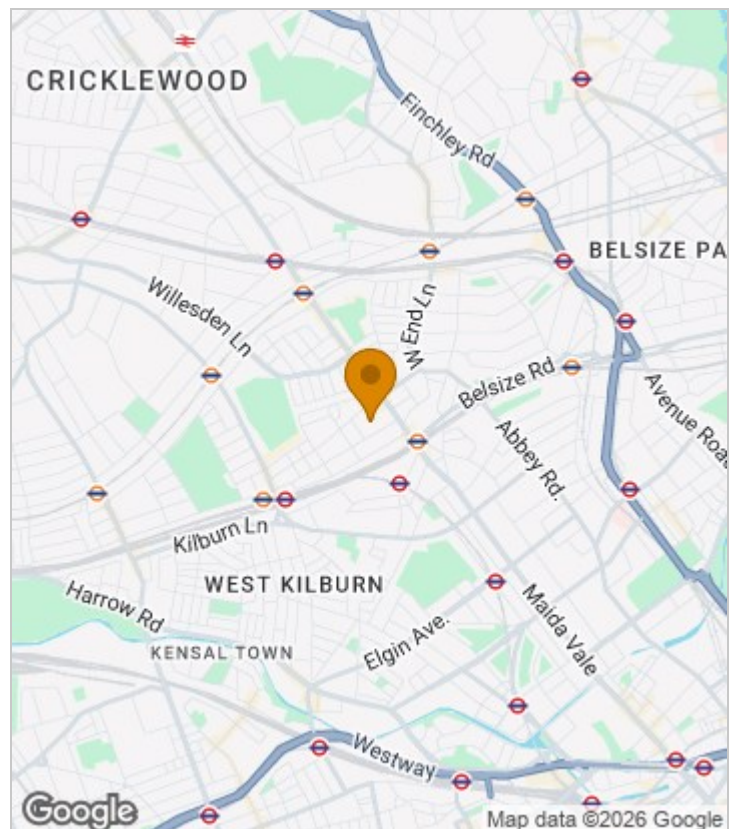 CRICKLEWOOD
Finchley Rd
BELSIZE PA
Willesden Ln
W End Ln
Belsize Rd
Avenue Road
Abbey Rd.
Kilburn Ln
WEST KILBURN
Harrow Rd
Maida Vale
Elgin Ave.
KENSAL TOWN
Westway
Google
Map data ©2026 Google